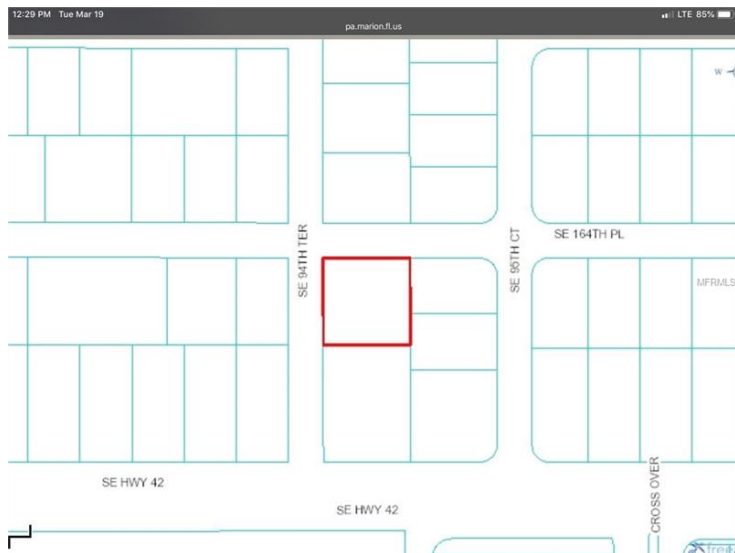 12:29 PM Tue Mar 19
LTE 85%
pa.marion.fl.us
W
SE 94TH TER
SE 95TH CT
SE 164TH PL
MFRMLS
SE HWY 42
SE HWY 42
CROSS OVER